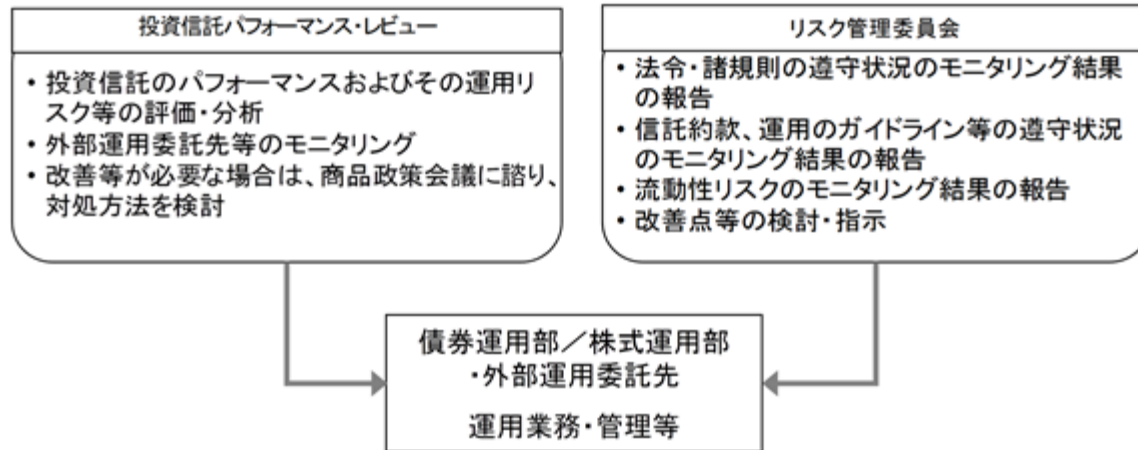 投資信託パフォーマンス・レビュー
・投資信託のパフォーマンスおよびその運用リ
スク等の評価・分析
・外部運用委託先等のモニタリング
・改善等が必要な場合は、商品政策会議に諮り、
対処方法を検討
リスク管理委員会
・法令・諸規則の遵守状況のモニタリング結果
の報告
・信託約款、運用のガイドライン等の遵守状況
のモニタリング結果の報告
・流動性リスクのモニタリング結果の報告
・改善点等の検討・指示
債券運用部／株式運用部
・外部運用委託先
運用業務・管理等